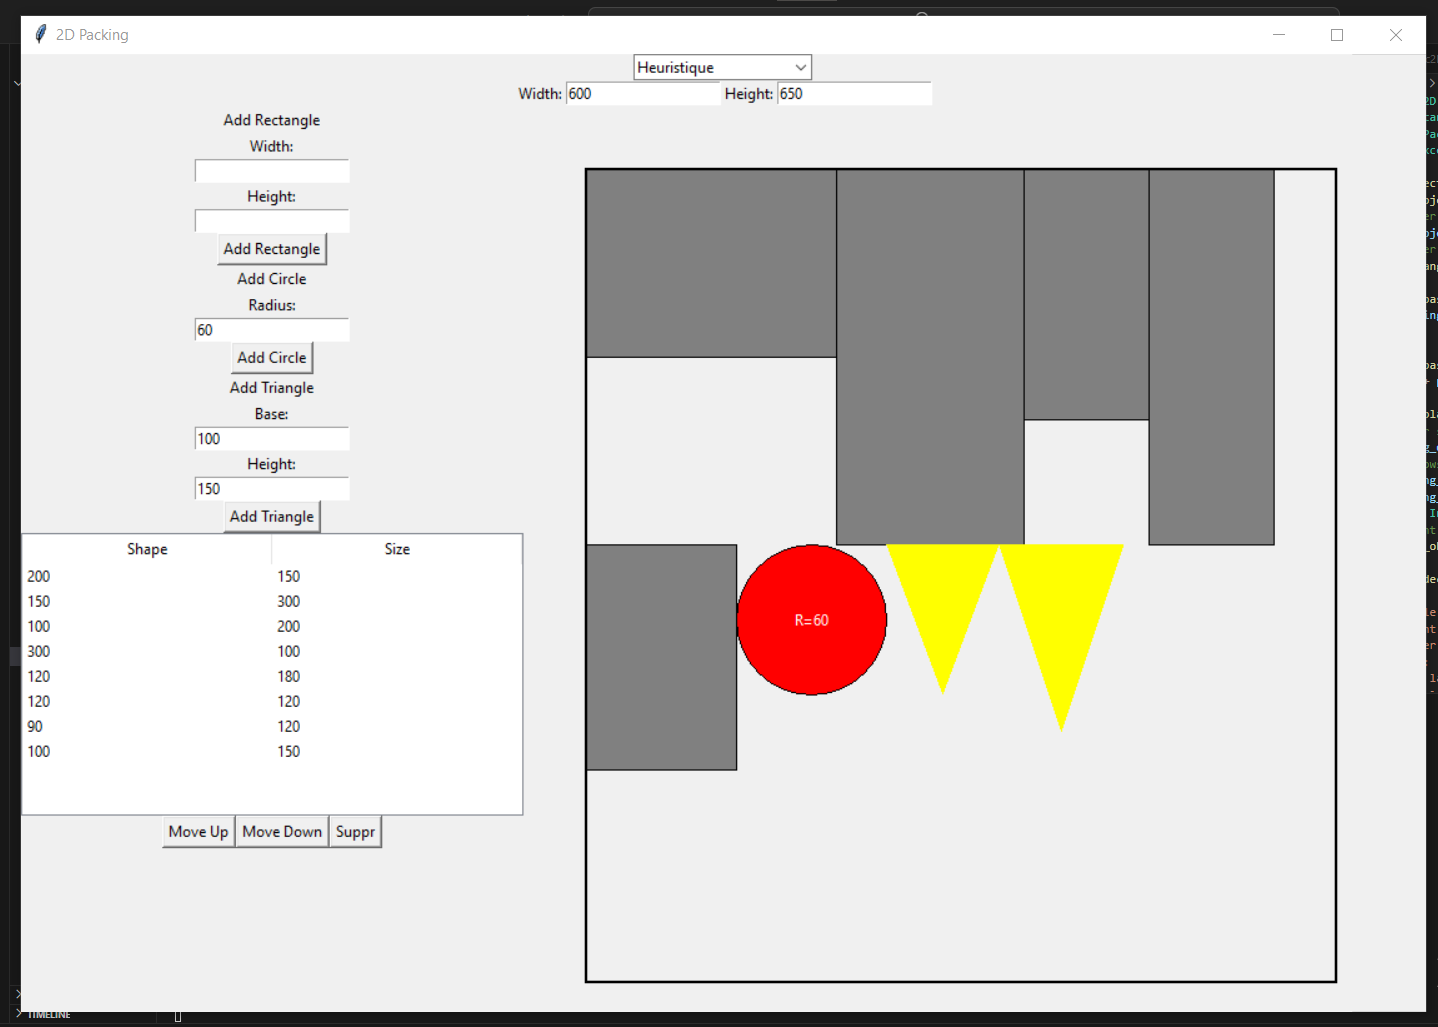 2D Packing
Heuristique
Width: 600 Height: 650
Add Rectangle
Width:
Height:
Add Rectangle
Add Circle
Radius:
60
Add Circle
Add Triangle
Base:
100
Height:
150
Add Triangle
Shape Size
200 150
150 300
100 200
300 100
120 180
120 120
90 120
100 150
Move Up Move Down Suppr
R=60
TIMELINE